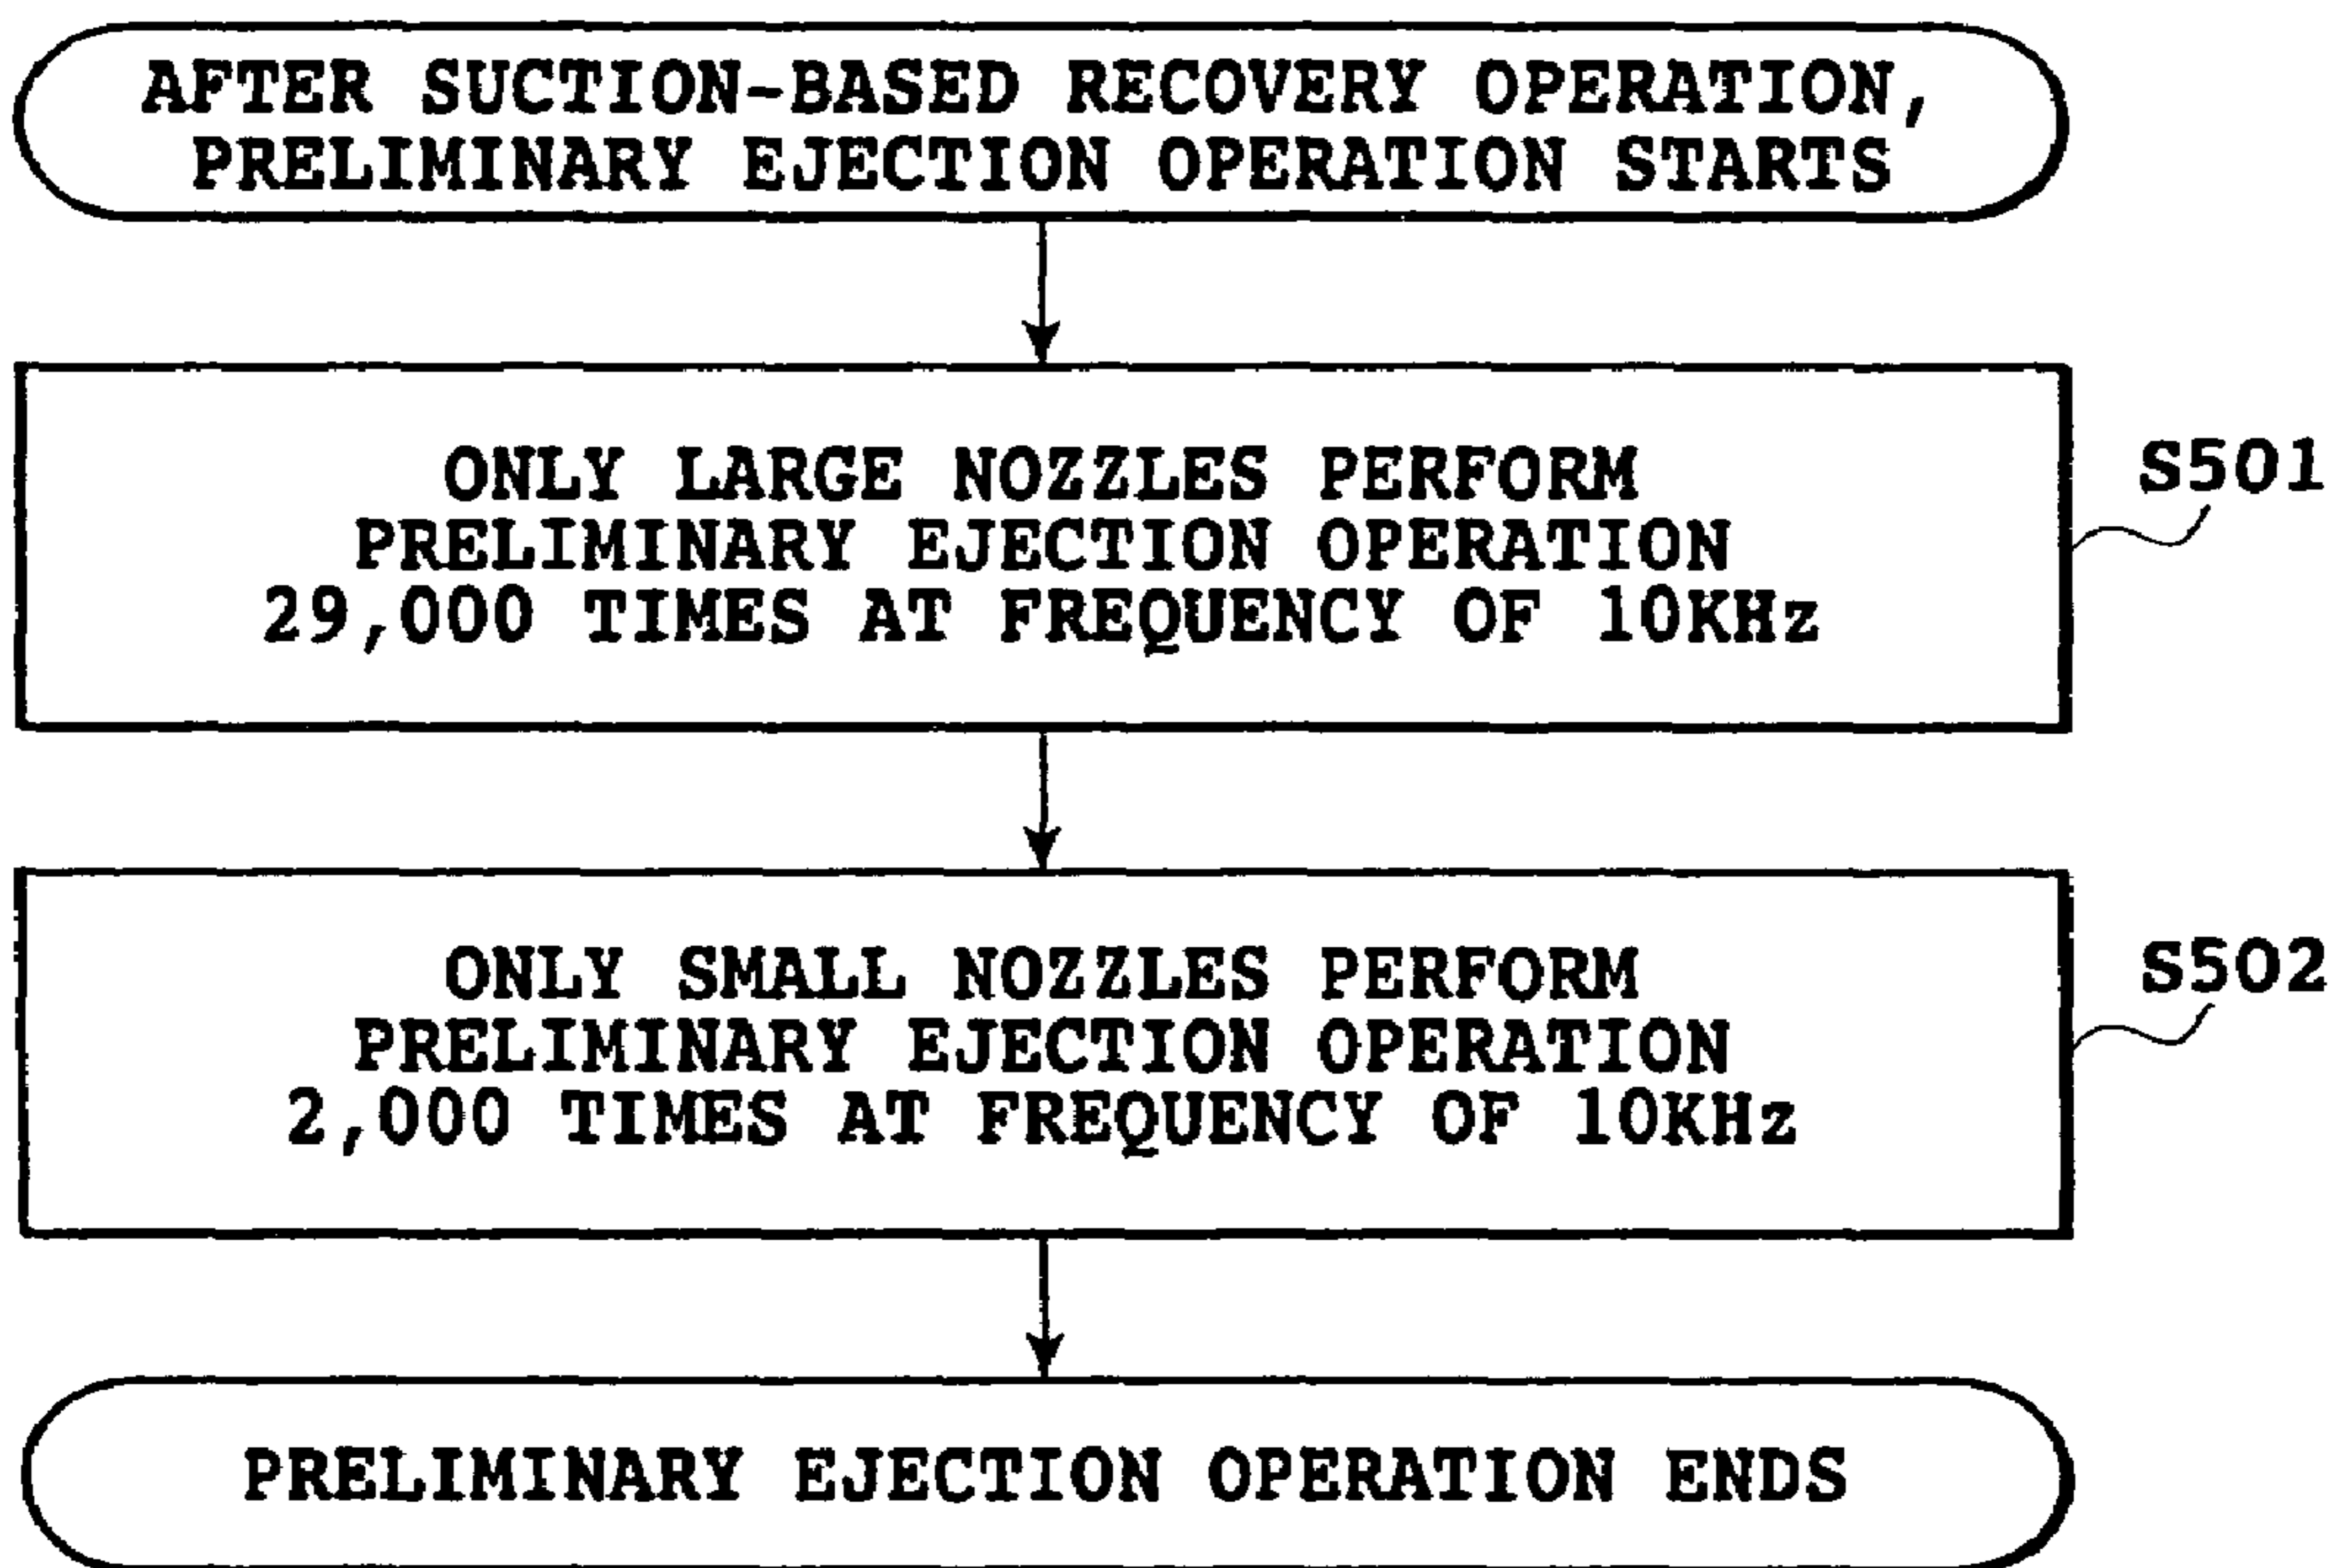 AFTER SUCTION-BASED RECOVERY OPERATION,
PRELIMINARY EJECTION OPERATION STARTS
ONLY LARGE NOZZLES PERFORM
PRELIMINARY EJECTION OPERATION
29,000 TIMES AT FREQUENCY OF 10KHz
S501
ONLY SMALL NOZZLES PERFORM
PRELIMINARY EJECTION OPERATION
2,000 TIMES AT FREQUENCY OF 10KHz
S502
PRELIMINARY EJECTION OPERATION ENDS